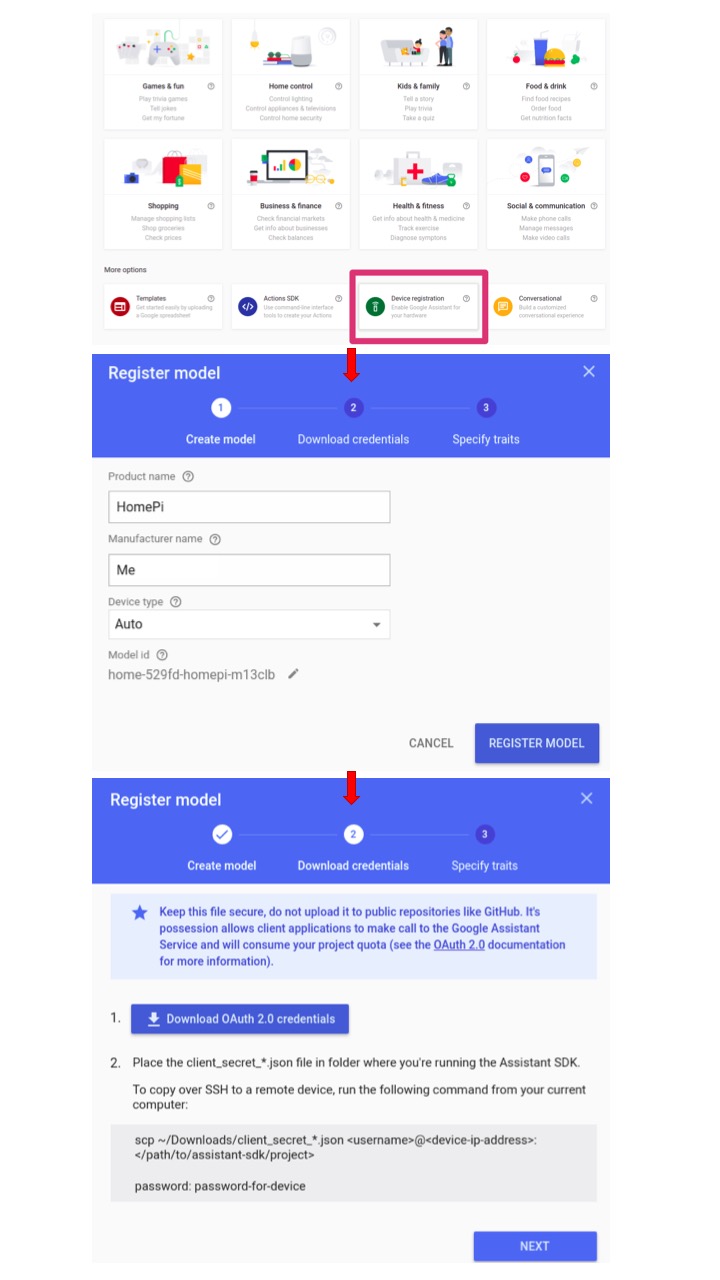 Games & fun
Play trivia games
Tell jokes
Get my fortune
Home control
Control lighting
Control appliances & televisions
Control home security
Kids & family
Tell a story
Play trivia
Take a quiz
Food & drink
Find food recipes
Order food
Get nutrition facts
Shopping
Manage shopping lists
Shop groceries
Check prices
Business & finance
Check financial markets
Get info about businesses
Check balances
Health & fitness
Get info about health & medicine
Track exercise
Diagnose symptons
Social & communication
Make phone calls
Manage messages
Make video calls
More options
Templates
Get started easily by uploading
a Google spreadsheet
Actions SDK
Use command-line interface
tools to create your Actions
Device registration
Enable Google Assistant for
your hardware
Conversational
Build a customized
conversational experience
Register model
1
2
3
Create model
Download credentials
Specify traits
Product name
HomePi
Manufacturer name
Me
Device type
Auto
Model id
home-529fd-homepi-m13clb
CANCEL
REGISTER MODEL
Register model
2
3
Create model
Download credentials
Specify traits
Keep this file secure, do not upload it to public repositories like GitHub. It's
possession allows client applications to make call to the Google Assistant
Service and will consume your project quota (see the OAuth 2.0 documentation
for more information).
1. Download OAuth 2.0 credentials
2. Place the client_secret_*.json file in folder where you're running the Assistant SDK.
To copy over SSH to a remote device, run the following command from your current
computer:
scp ~/Downloads/client_secret_*.json <username>@<device-ip-address>:
</path/to/assistant-sdk/project>
password: password-for-device
NEXT